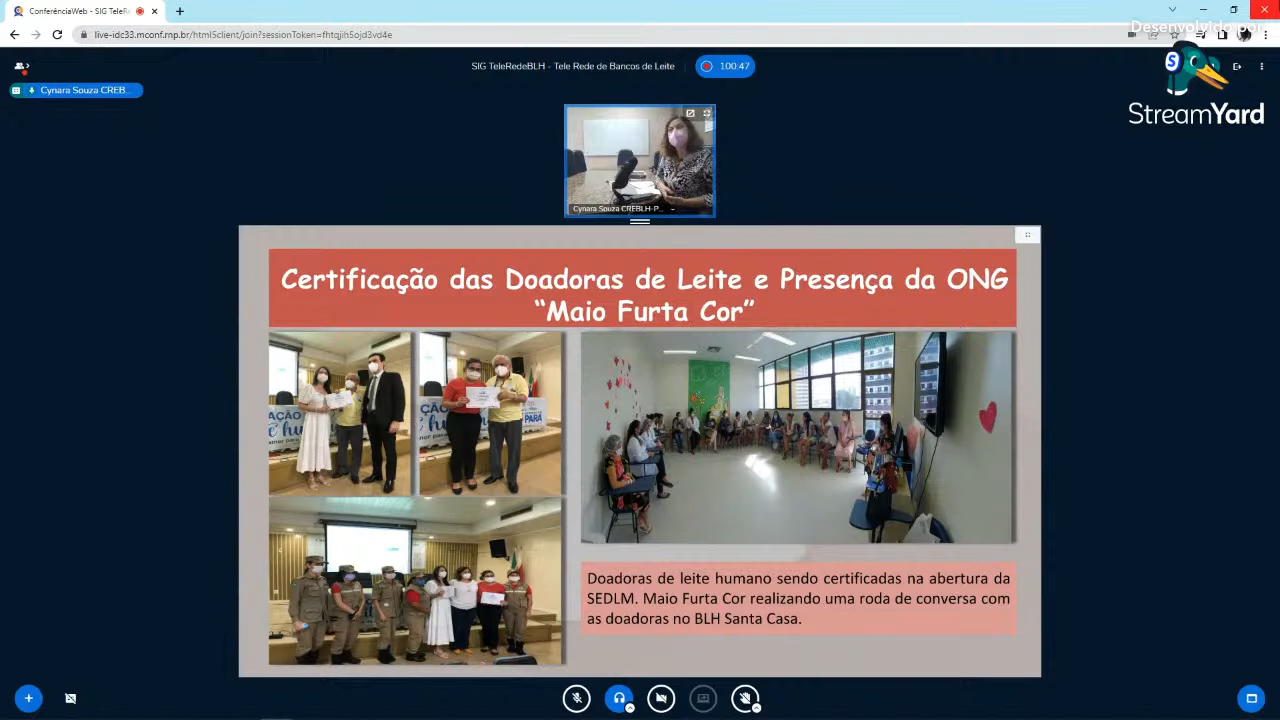 ConferênciaWeb - SIG TeleR
live-idc33.mconf.rnp.br/html5client/join?sessionToken=fhtqjih5ojd3vd4e
Desenvolvido por
StreamYard
SIG TeleRedeBLH - Tele Rede de Bancos de Leite
100:47
Cynara Souza CREB...
Cynara Souza CREBLH-P...
Certificação das Doadoras de Leite e Presença da ONG
“Maio Furta Cor”
PARÁ
Doadoras de leite humano sendo certificadas na abertura da
SEDLM. Maio Furta Cor realizando uma roda de conversa com
as doadoras no BLH Santa Casa.